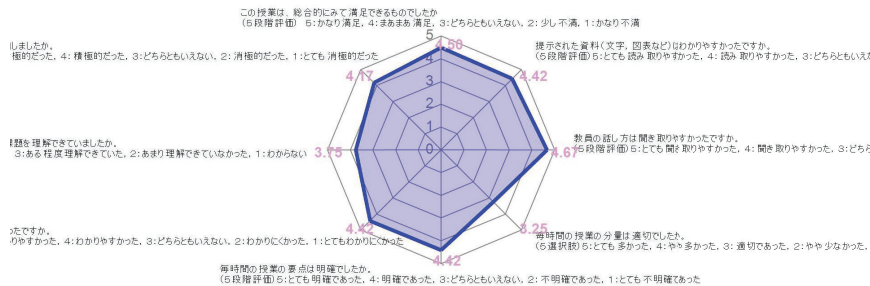 この授業は、総合的にみて満足できるものでしたか
(５段階評価) ５:かなり満足, ４:まあまあ満足, ３:どちらともいえない, ２:少し不満, １:かなり不満
4.50
提示された資料(文字, 図表など)はわかりやすかったですか。
(５段階評価)５:とても読み取りやすかった, ４:読み取りやすかった, ３:どちらともいえな
4.42
教員の話し方は聞き取りやすかったですか。
(５段階評価)５:とても聞き取りやすかった, ４:聞き取りやすかった, ３:どちら
4.67
毎時間の授業の分量は適切でしたか。
(５選択肢)５:とても多かった, ４:やや多かった, ３:適切であった, ２:やや少なかった,
3.25
毎時間の授業の要点は明確でしたか。
(５段階評価)５:とても明確であった, ４:明確であった, ３:どちらともいえない, ２:不明確であった, １:とても不明確てあった
4.42
ったですか。
りやすかった, ４:わかりやすかった, ３:どちらともいえない, ２:わかりにくかった, １:とてもわかりにくかった
4.42
題を理解できていましたか。
３:ある程度理解できていた, ２:あまり理解できていなかった, １:わからない
3.75
しましたか。
極的だった, ４:積極的だった, ３:どちらともいえない, ２:消極的だった, １:とても消極的だった
4.17
5
4
3
2
1
0